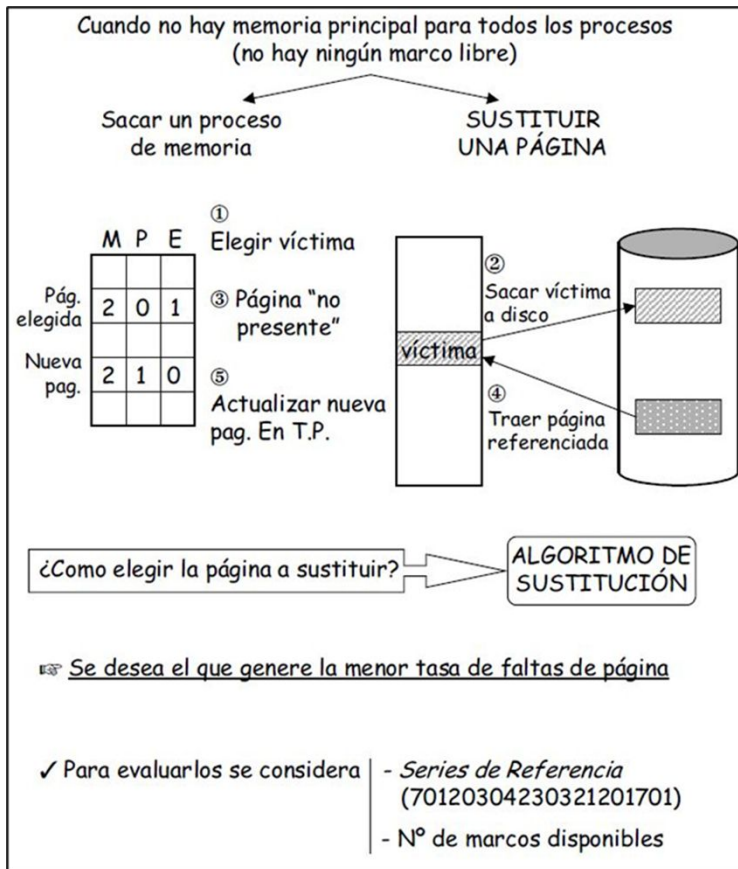 Cuando no hay memoria principal para todos los procesos
(no hay ningún marco libre)
Sacar un proceso
de memoria
SUSTITUIR
UNA PÁGINA
M P E
Pág.
elegida
2 0 1
Nueva
pag.
2 1 0
①
Elegir víctima
③ Página "no
presente"
⑤
Actualizar nueva
pag. En T.P.
②
Sacar víctima
a disco
víctima
④
Traer página
referenciada
¿Como elegir la página a sustituir?
ALGORITMO DE
SUSTITUCIÓN
☞ Se desea el que genere la menor tasa de faltas de página
✓ Para evaluarlos se considera
- Series de Referencia
(70120304230321201701)
- Nº de marcos disponibles